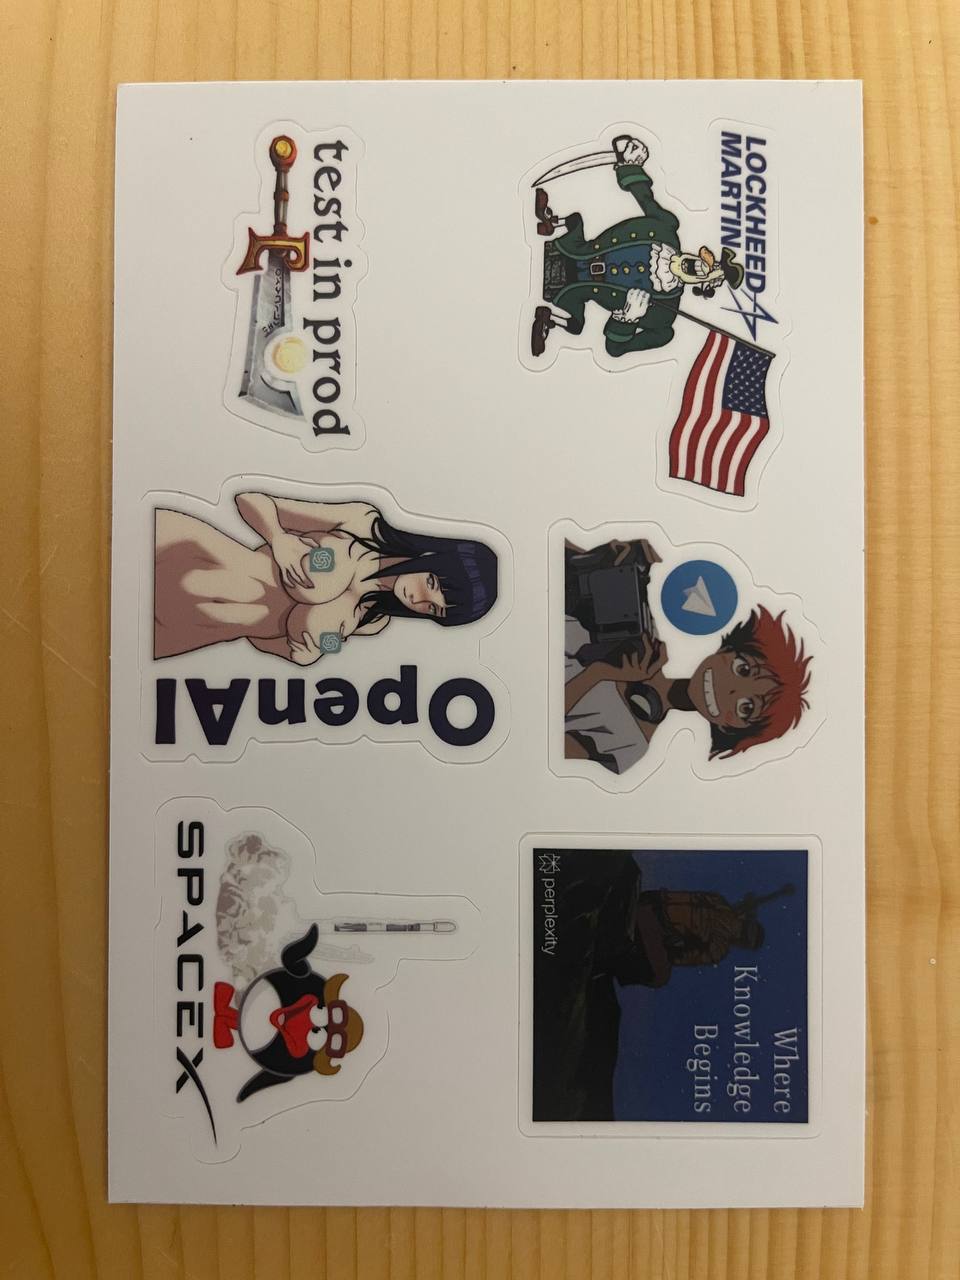 LOCKHEED
MARTIN
Where
Knowledge
Begins
perplexity
test in prod
OpenAI
SPACEX